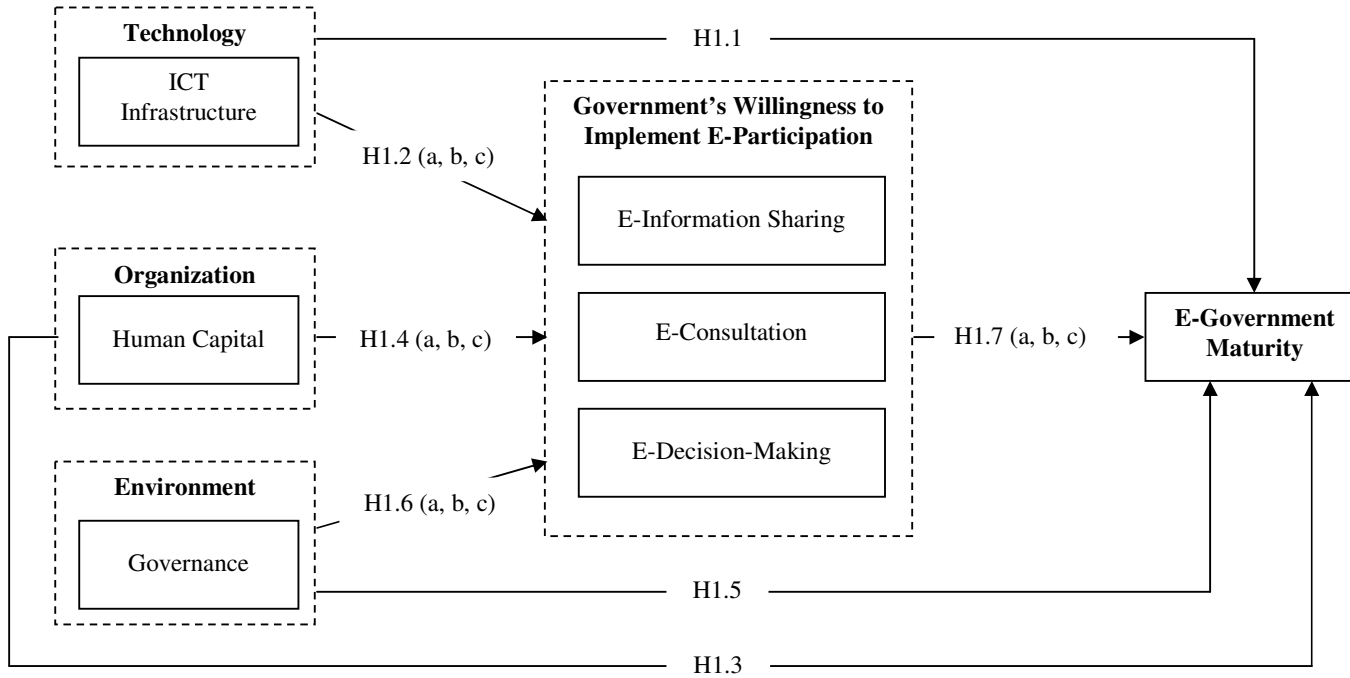 Technology
ICT
Infrastructure
H1.1
H1.2 (a, b, c)
Organization
Human Capital
H1.4 (a, b, c)
Environment
Governance
H1.6 (a, b, c)
Government’s Willingness to
Implement E-Participation
E-Information Sharing
E-Consultation
E-Decision-Making
H1.7 (a, b, c)
E-Government
Maturity
H1.5
H1.3